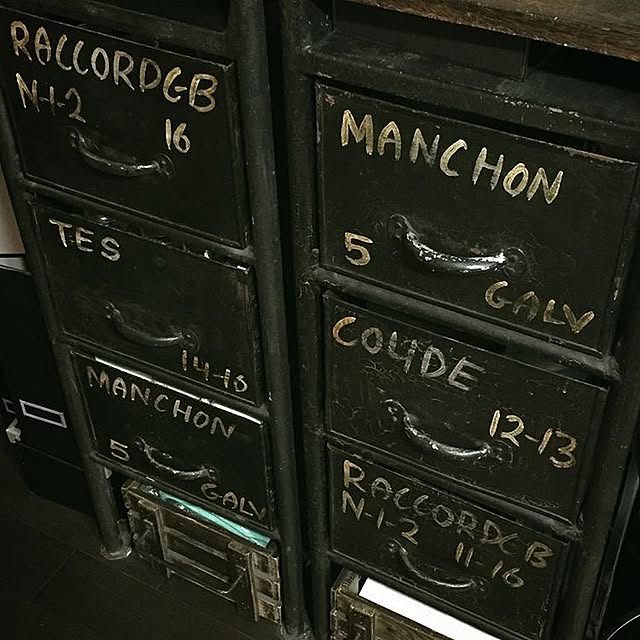 RACCORDGB
N-1-2
16
TES
14-15
MANCHON
5
GALV
MANCHON
5
GALV
COUDE
12-13
RACCORDGB
N-1-2 11-16